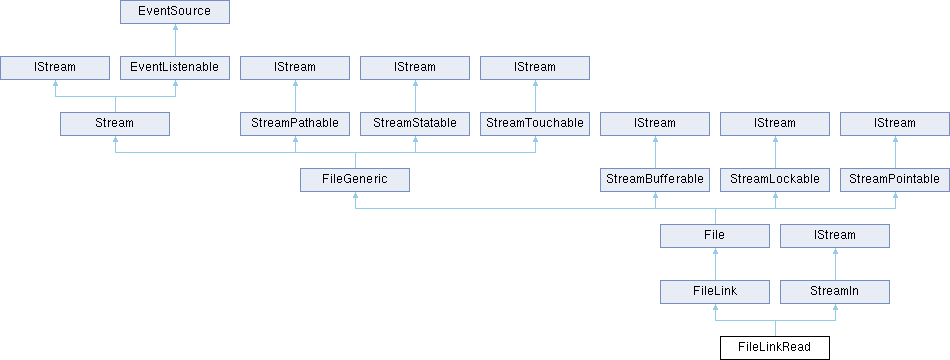 EventSource
IStream
EventListenable
IStream
IStream
IStream
Stream
StreamPathable
StreamStatable
StreamTouchable
IStream
IStream
IStream
FileGeneric
StreamBufferable
StreamLockable
StreamPointable
File
IStream
FileLink
StreamIn
FileLinkRead